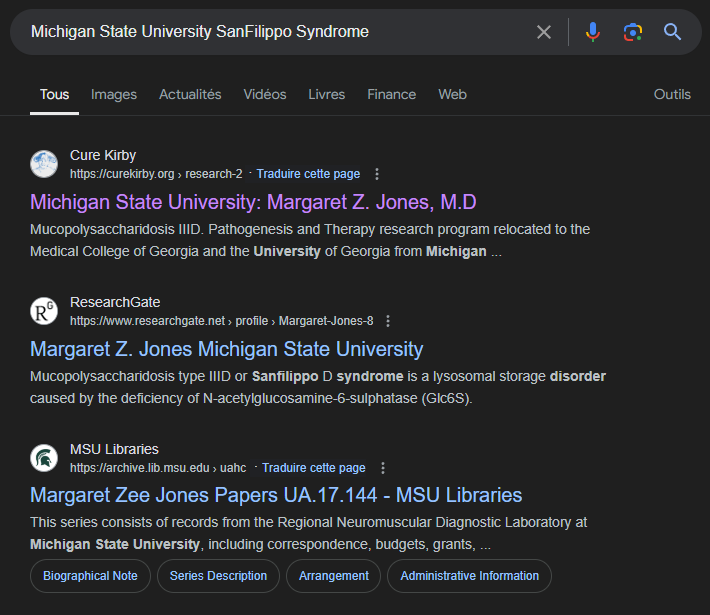 Michigan State University SanFilippo Syndrome
Tous Images Actualités Vidéos Livres Finance Web Outils
Cure Kirby
https://curekirby.org › research-2 · Traduire cette page
Michigan State University: Margaret Z. Jones, M.D
Mucopolysaccharidosis IIID. Pathogenesis and Therapy research program relocated to the
Medical College of Georgia and the University of Georgia from Michigan ...
RG
ResearchGate
https://www.researchgate.net › profile › Margaret-Jones-8
Margaret Z. Jones Michigan State University
Mucopolysaccharidosis type IIID or Sanfilippo D syndrome is a lysosomal storage disorder
caused by the deficiency of N-acetylglucosamine-6-sulphatase (Glc6S).
MSU Libraries
https://archive.lib.msu.edu › uahc · Traduire cette page
Margaret Zee Jones Papers UA.17.144 - MSU Libraries
This series consists of records from the Regional Neuromuscular Diagnostic Laboratory at
Michigan State University, including correspondence, budgets, grants, ...
Biographical Note Series Description Arrangement Administrative Information